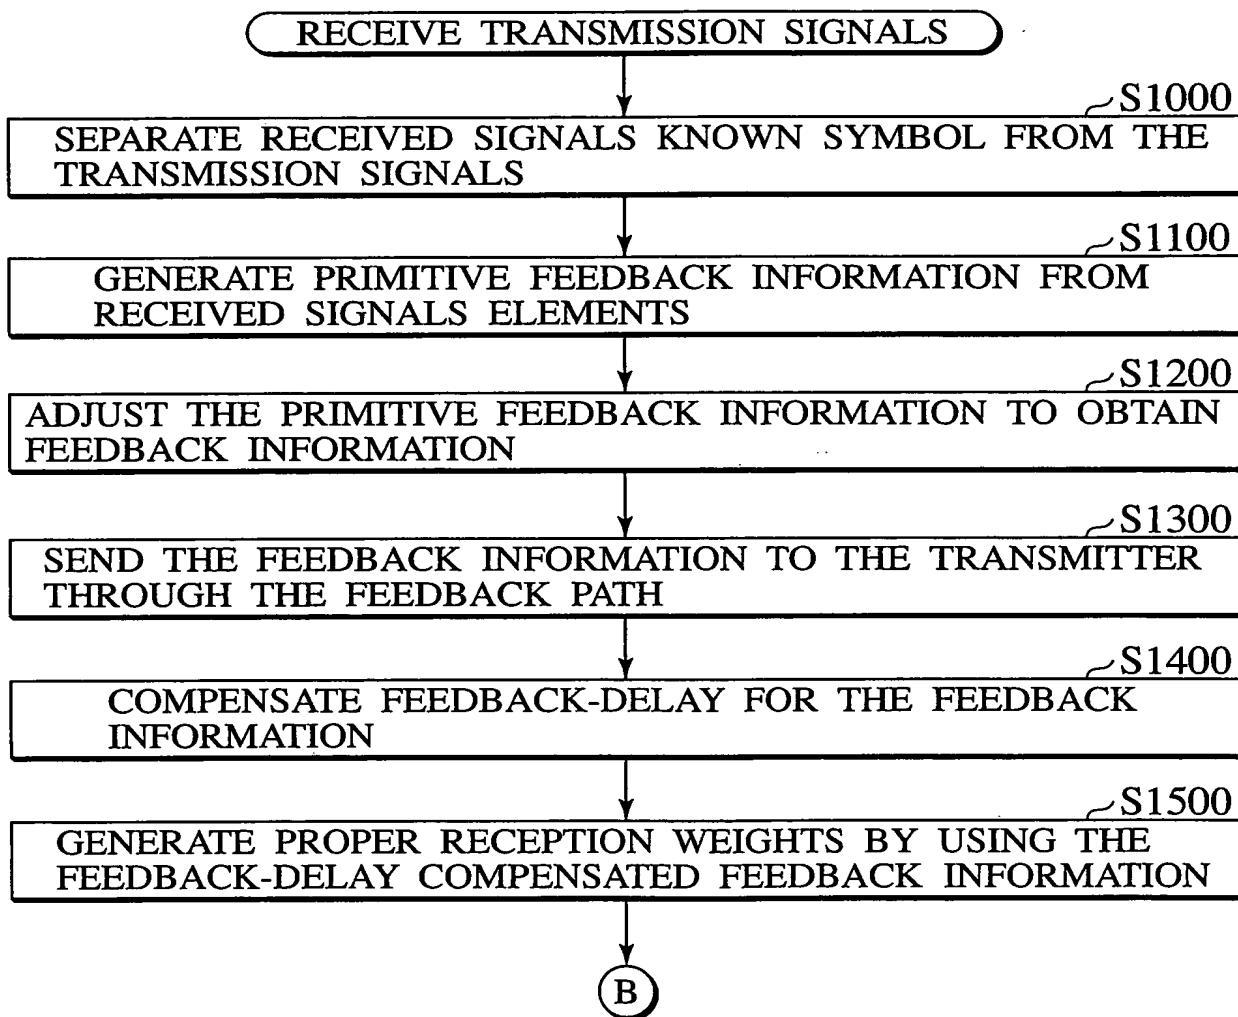 RECEIVE TRANSMISSION SIGNALS
S1000
SEPARATE RECEIVED SIGNALS KNOWN SYMBOL FROM THE
TRANSMISSION SIGNALS
S1100
GENERATE PRIMITIVE FEEDBACK INFORMATION FROM
RECEIVED SIGNALS ELEMENTS
S1200
ADJUST THE PRIMITIVE FEEDBACK INFORMATION TO OBTAIN
FEEDBACK INFORMATION
S1300
SEND THE FEEDBACK INFORMATION TO THE TRANSMITTER
THROUGH THE FEEDBACK PATH
S1400
COMPENSATE FEEDBACK-DELAY FOR THE FEEDBACK
INFORMATION
S1500
GENERATE PROPER RECEPTION WEIGHTS BY USING THE
FEEDBACK-DELAY COMPENSATED FEEDBACK INFORMATION
B